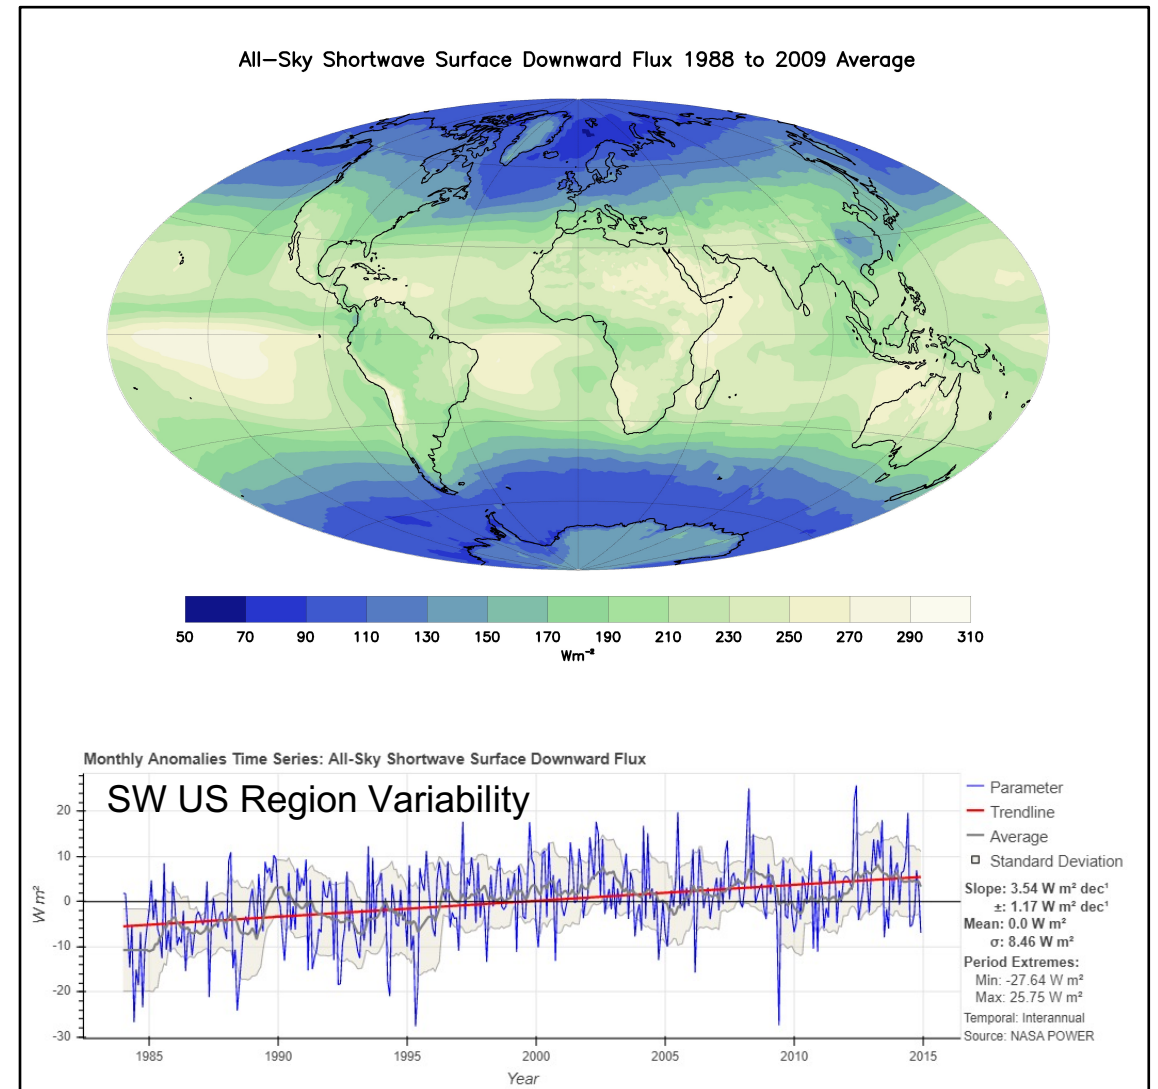 All-Sky Shortwave Surface Downward Flux 1988 to 2009 Average
50 70 90 110 130 150 170 190 210 230 250 270 290 310
Wm⁻²
Monthly Anomalies Time Series: All-Sky Shortwave Surface Downward Flux
SW US Region Variability
W m²
20
10
0
-10
-20
-30
1985 1990 1995 2000 2005 2010 2015
Year
Parameter
Trendline
Average
Standard Deviation
Slope: 3.54 W m² dec¹
±: 1.17 W m² dec¹
Mean: 0.0 W m²
σ: 8.46 W m²
Period Extremes:
Min: -27.64 W m²
Max: 25.75 W m²
Temporal: Interannual
Source: NASA POWER